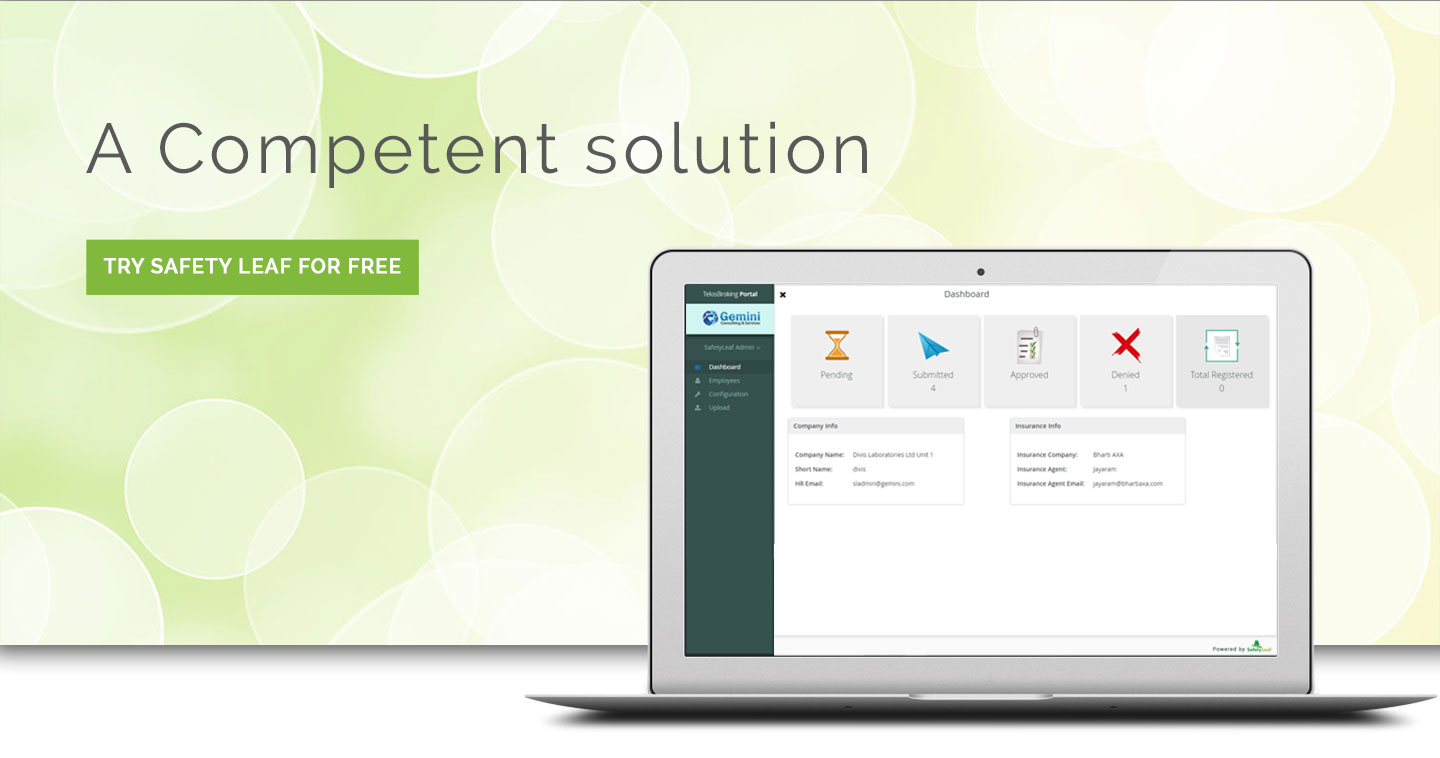 A Competent solution
TRY SAFETY LEAF FOR FREE
TelosBroking Portal
Dashboard
Gemini
Consulting & Services
SafetyLeaf Admin
Dashboard
Employees
Configuration
Upload
Pending
Submitted
4
Approved
Denied
1
Total Registered
0
Company Info
Company Name: Divis Laboratories Ltd Unit 1
Short Name: divis
HR Email: sladmin@gemini.com
Insurance Info
Insurance Company: Bharti AXA
Insurance Agent: Jayaram
Insurance Agent Email: jayaram@bhartiaxa.com
Powered by SafetyLeaf